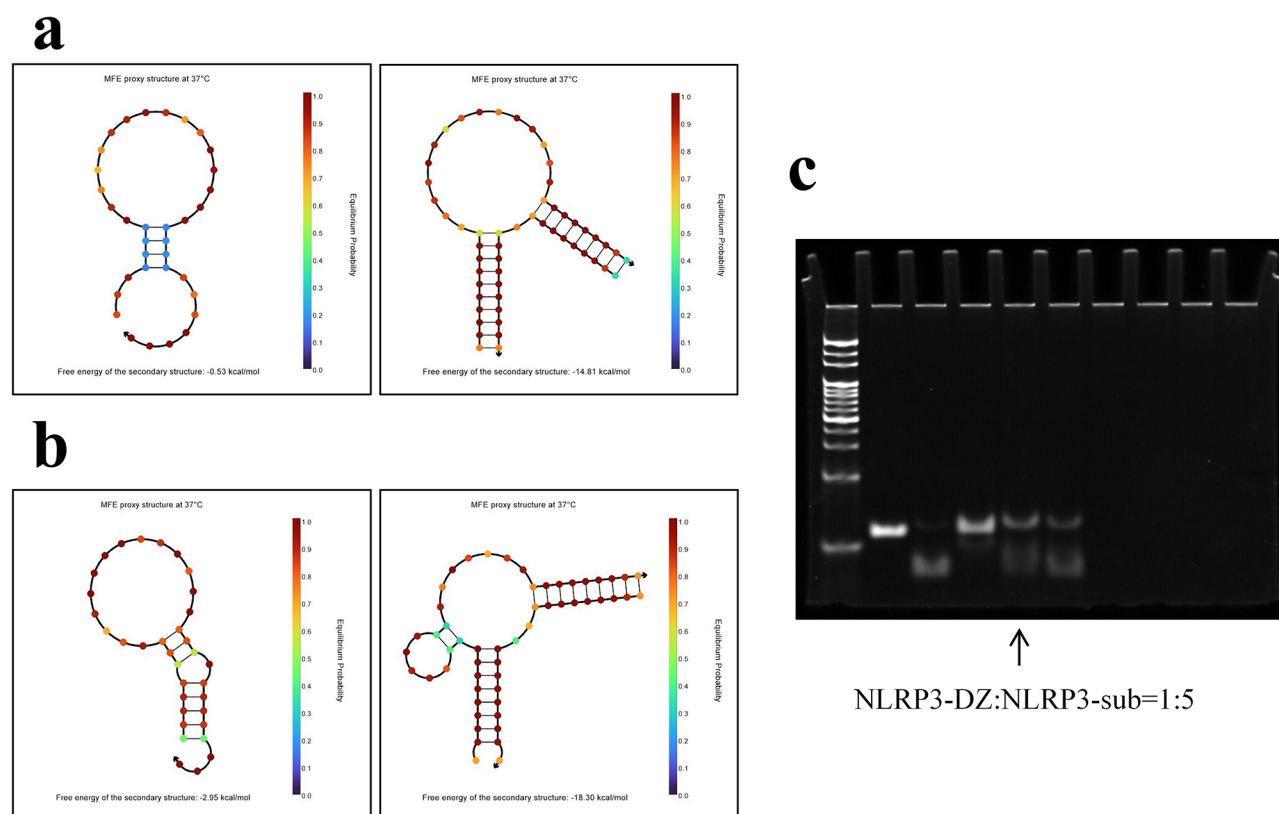 a
MFE proxy structure at 37°C
1.0
0.9
0.8
0.7
0.6
0.5
0.4
0.3
0.2
0.1
0.0
Equilibrium Probability
Free energy of the secondary structure: -0.53 kcal/mol
MFE proxy structure at 37°C
1.0
0.9
0.8
0.7
0.6
0.5
0.4
0.3
0.2
0.1
0.0
Equilibrium Probability
Free energy of the secondary structure: -14.81 kcal/mol
b
MFE proxy structure at 37°C
1.0
0.9
0.8
0.7
0.6
0.5
0.4
0.3
0.2
0.1
0.0
Equilibrium Probability
Free energy of the secondary structure: -2.95 kcal/mol
MFE proxy structure at 37°C
1.0
0.9
0.8
0.7
0.6
0.5
0.4
0.3
0.2
0.1
0.0
Equilibrium Probability
Free energy of the secondary structure: -18.30 kcal/mol
c
NLRP3-DZ:NLRP3-sub=1:5